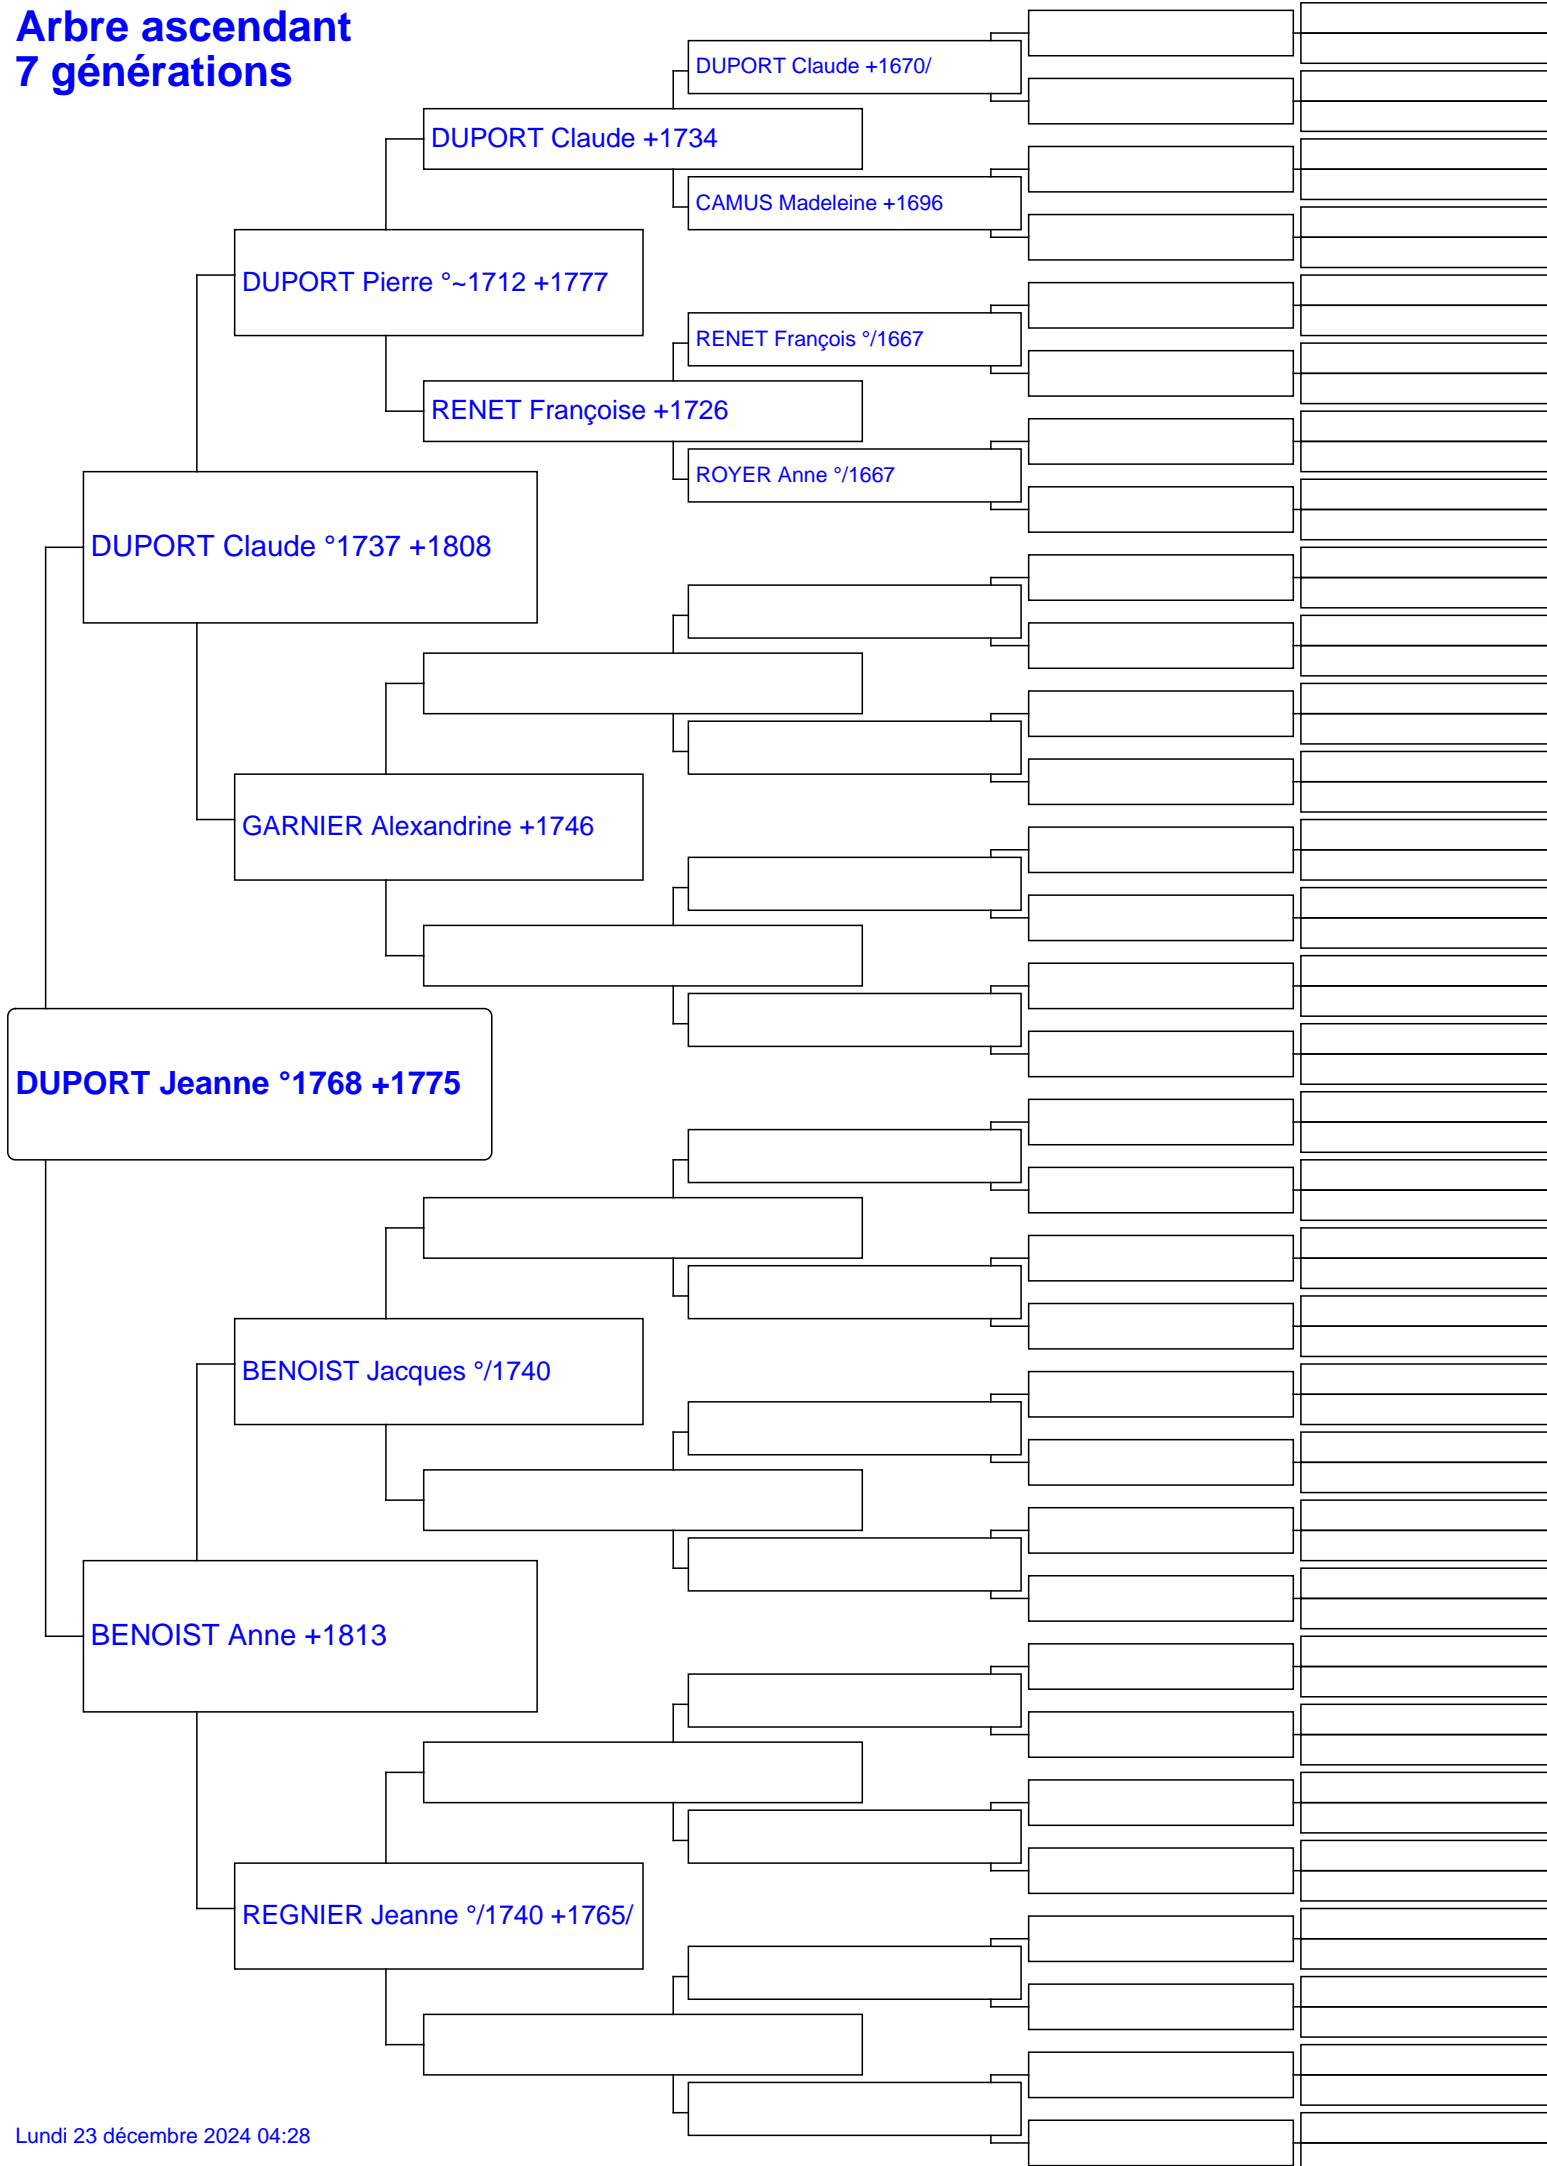 Arbre ascendant
7 générations
DUPORT Claude +1670/
DUPORT Claude +1734
CAMUS Madeleine +1696
DUPORT Pierre °~1712 +1777
RENET François °/1667
RENET Françoise +1726
ROYER Anne °/1667
DUPORT Claude °1737 +1808
GARNIER Alexandrine +1746
DUPORT Jeanne °1768 +1775
BENOIST Jacques °/1740
BENOIST Anne +1813
REGNIER Jeanne °/1740 +1765/
Lundi 23 décembre 2024 04:28